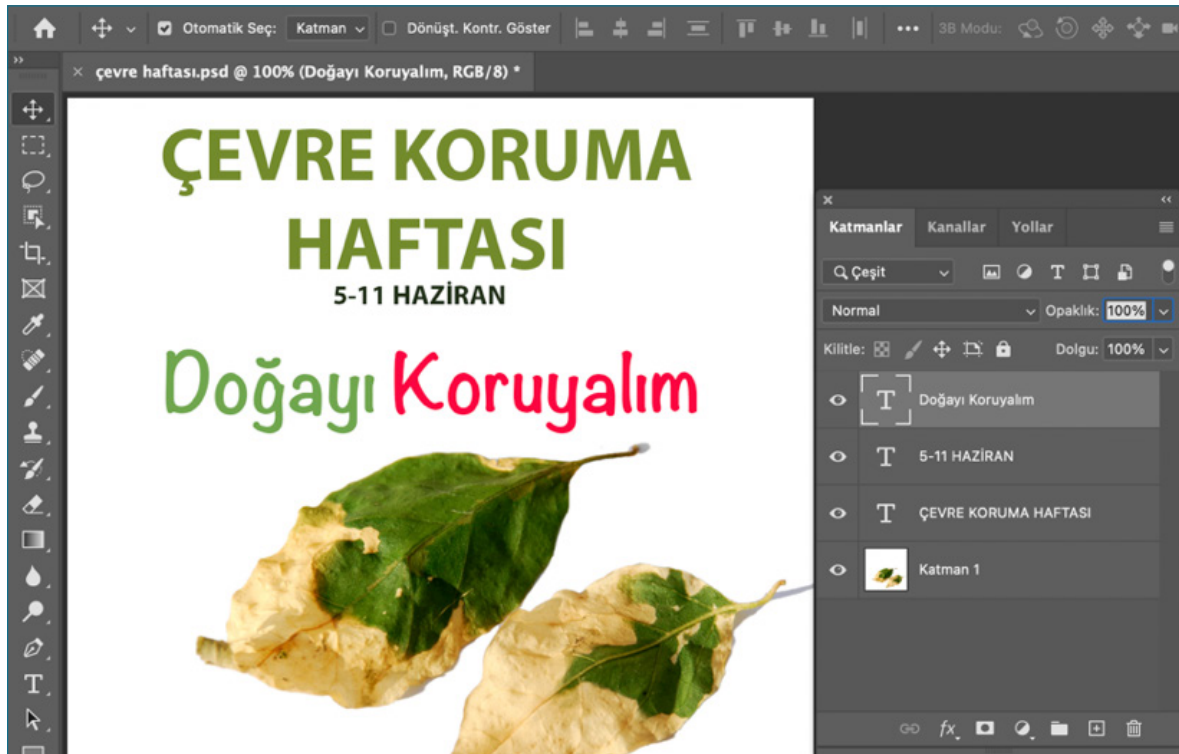 Otomatik Seç: Katman Dönüşt. Kontr. Göster 3B Modu:
çevre haftası.psd @ 100% (Doğayı Koruyalım, RGB/8) *
ÇEVRE KORUMA
HAFTASI
5-11 HAZİRAN
Doğayı Koruyalım
Katmanlar Kanallar Yollar
Çeşit
Normal Opaklık: 100%
Kilitle: Dolgu: 100%
Doğayı Koruyalım
5-11 HAZİRAN
ÇEVRE KORUMA HAFTASI
Katman 1